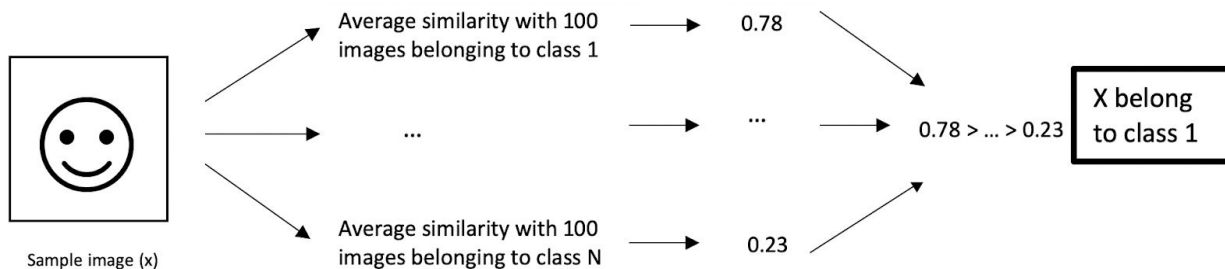 Average similarity with 100
images belonging to class 1
0.78
...
...
0.78 > ... > 0.23
X belong
to class 1
Average similarity with 100
images belonging to class N
0.23
Sample image (x)